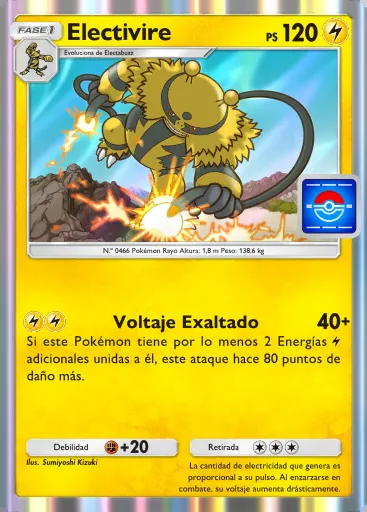 FASE 1
Electivire
PS 120
Evoluciona de Electabuzz
N.º 0466 Pokémon Rayo Altura: 1,8 m Peso: 138,6 kg
Voltaje Exaltado 40+
Si este Pokémon tiene por lo menos 2 Energías
adicionales unidas a él, este ataque hace 80 puntos de
daño más.
Debilidad +20 Retirada
Ilus. Sumiyoshi Kizuki
La cantidad de electricidad que genera es
proporcional a su pulso. Al enzarzarse en
combate, su voltaje aumenta drásticamente.